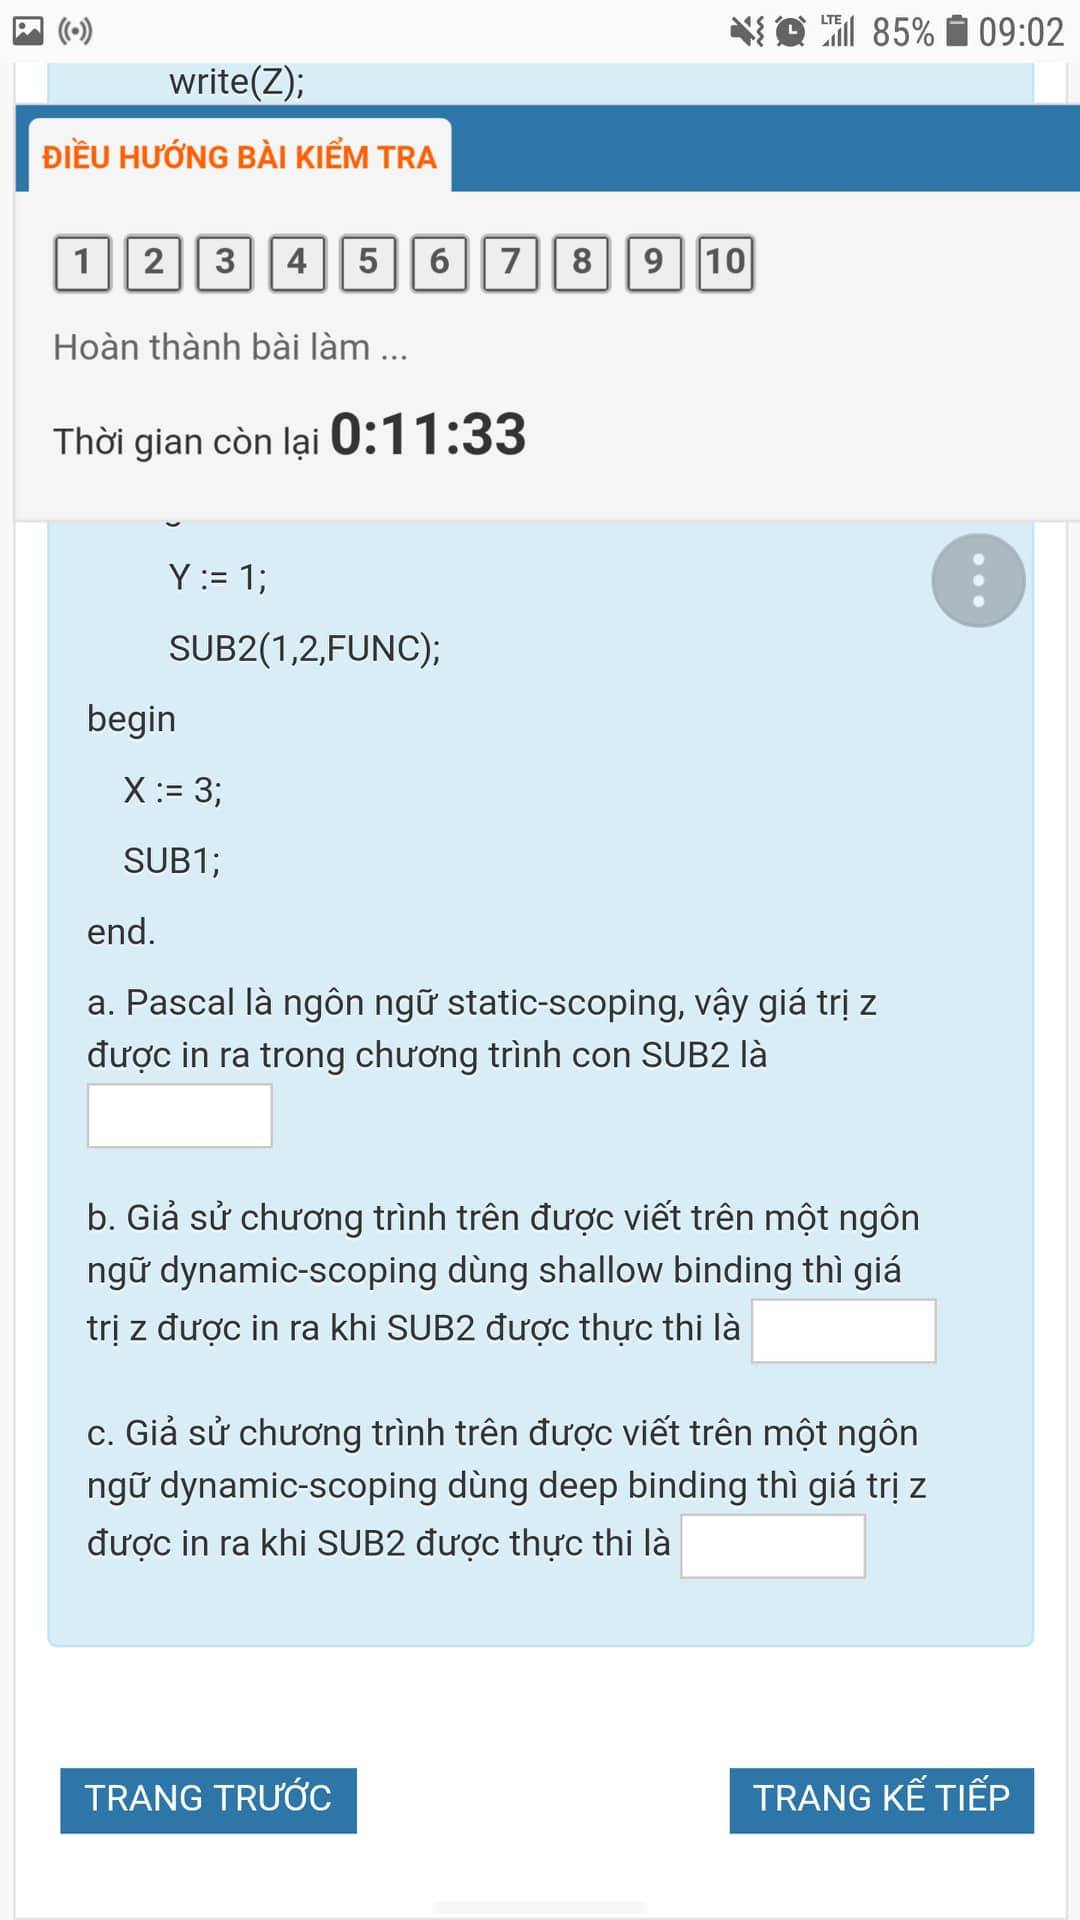 LTE 85% 09:02
write(Z);
ĐIỀU HƯỚNG BÀI KIỂM TRA
1 2 3 4 5 6 7 8 9 10
Hoàn thành bài làm ...
Thời gian còn lại 0:11:33
Y := 1;
SUB2(1,2,FUNC);
begin
X := 3;
SUB1;
end.
a. Pascal là ngôn ngữ static-scoping, vậy giá trị z
được in ra trong chương trình con SUB2 là
b. Giả sử chương trình trên được viết trên một ngôn
ngữ dynamic-scoping dùng shallow binding thì giá
trị z được in ra khi SUB2 được thực thi là
c. Giả sử chương trình trên được viết trên một ngôn
ngữ dynamic-scoping dùng deep binding thì giá trị z
được in ra khi SUB2 được thực thi là
TRANG TRƯỚC
TRANG KẾ TIẾP